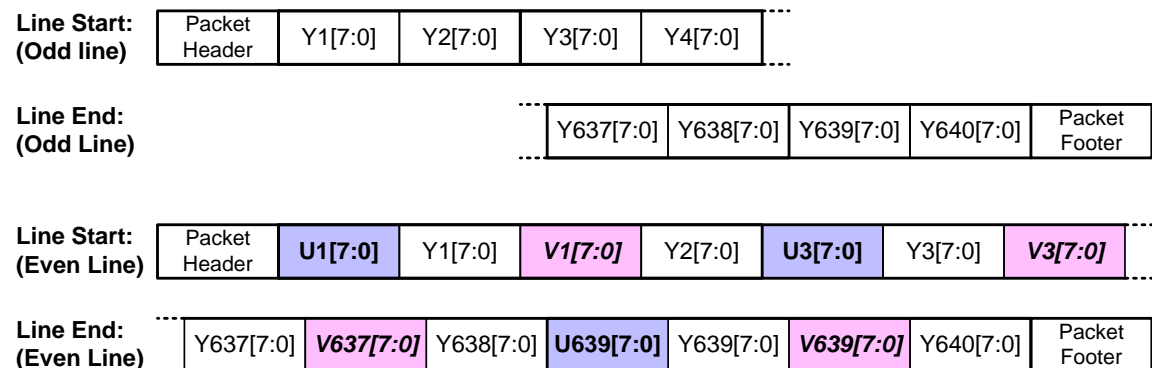 Line Start: (Odd line) Packet Header Y1[7:0] Y2[7:0] Y3[7:0] Y4[7:0]
Line End: (Odd Line) Y637[7:0] Y638[7:0] Y639[7:0] Y640[7:0] Packet Footer
Line Start: (Even Line) Packet Header U1[7:0] Y1[7:0] V1[7:0] Y2[7:0] U3[7:0] Y3[7:0] V3[7:0]
Line End: (Even Line) Y637[7:0] V637[7:0] Y638[7:0] U639[7:0] Y639[7:0] V639[7:0] Y640[7:0] Packet Footer